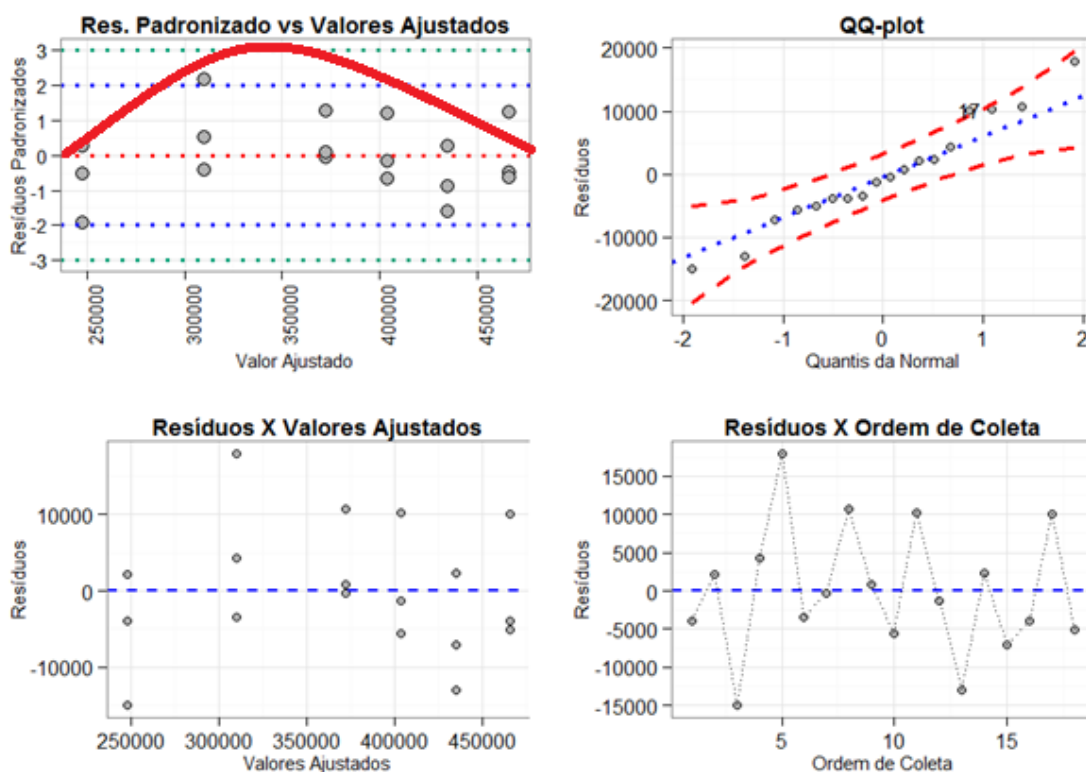 Res. Padronizado vs Valores Ajustados
3
2
1
0
-1
-2
-3
Resíduos Padronizados
250000
300000
350000
400000
450000
Valor Ajustado
QQ-plot
20000
10000
0
-10000
-20000
Resíduos
17
-2
-1
0
1
2
Quantis da Normal
Resíduos X Valores Ajustados
10000
0
-10000
Resíduos
250000 300000 350000 400000 450000
Valores Ajustados
Resíduos X Ordem de Coleta
15000
10000
5000
0
-5000
-10000
-15000
Resíduos
5
10
15
Ordem de Coleta